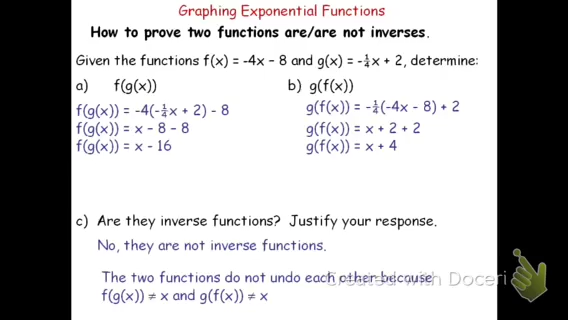 Graphing Exponential Functions
How to prove two functions are/are not inverses.
Given the functions f(x) = -4x – 8 and g(x) = -¼x + 2, determine:
a) f(g(x)) b) g(f(x))
f(g(x)) = -4(-¼x + 2) - 8 g(f(x)) = -¼(-4x – 8) + 2
f(g(x)) = x – 8 – 8 g(f(x)) = x + 2 + 2
f(g(x)) = x – 16 g(f(x)) = x + 4
c) Are they inverse functions? Justify your response.
No, they are not inverse functions.
The two functions do not undo each other because
f(g(x)) ≠ x and g(f(x)) ≠ x
Created with Doceri